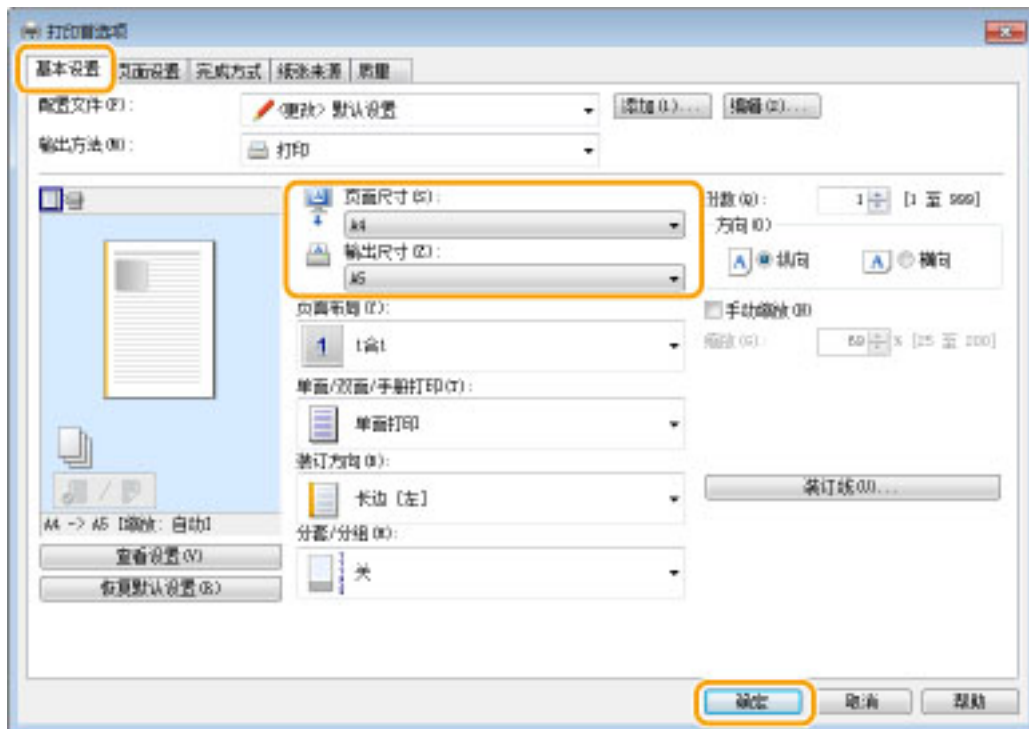 打印首选项
基本设置 页面设置 完成方式 纸张来源 质量
配置文件(F): <更改> 默认设置 添加(L)... 编辑(Z)...
输出方法(M): 打印
页面尺寸(S): 份数(Q): 1 [1 至 999]
A4 方向(O)
输出尺寸(Z): 纵向 横向
A5
页面布局(Y): 手动缩放(H)
1 1合1 缩放(G): 69 % [25 至 200]
单面/双面/手册打印(T):
单面打印
装订方向(B):
长边 [左] 装订线(U)...
A4 -> A5 [缩放: 自动]
分套/分组(K):
查看设置(V) 关
恢复默认设置(R)
确定 取消 帮助